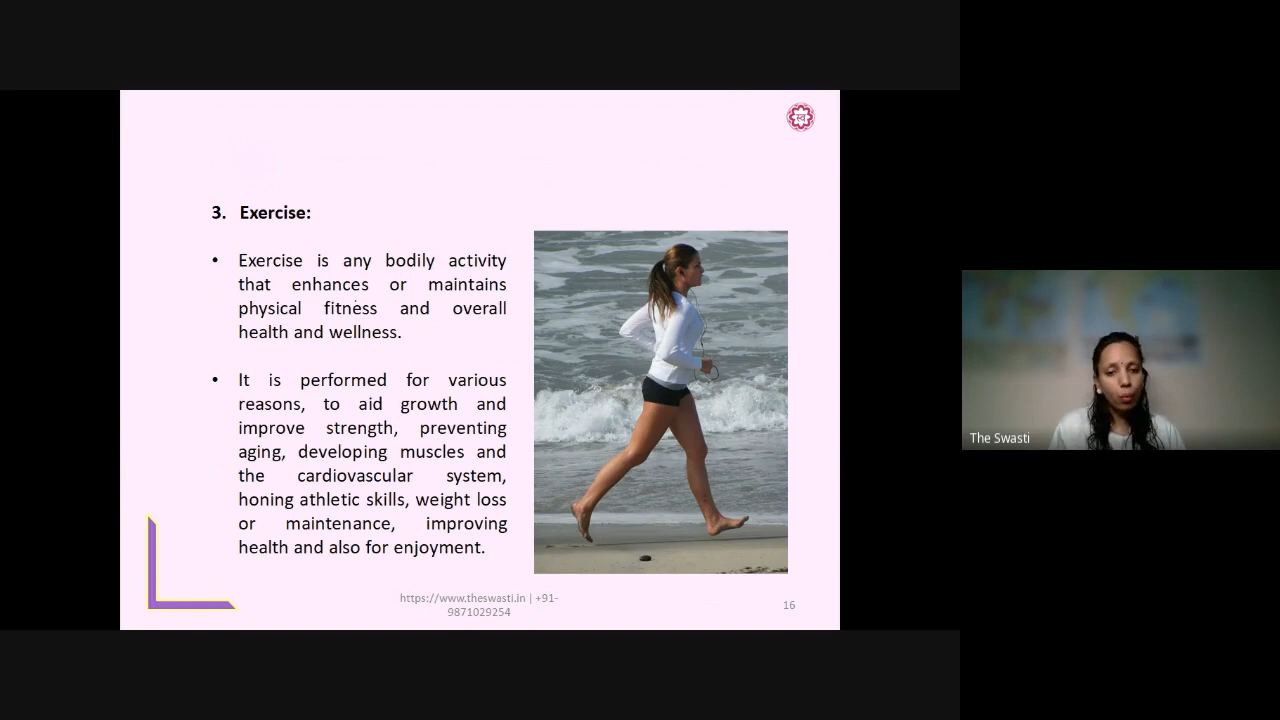 3. Exercise:
• Exercise is any bodily activity
that enhances or maintains
physical fitness and overall
health and wellness.
• It is performed for various
reasons, to aid growth and
improve strength, preventing
aging, developing muscles and
the cardiovascular system,
honing athletic skills, weight loss
or maintenance, improving
health and also for enjoyment.
https://www.theswasti.in | +91-
9871029254
16
The Swasti